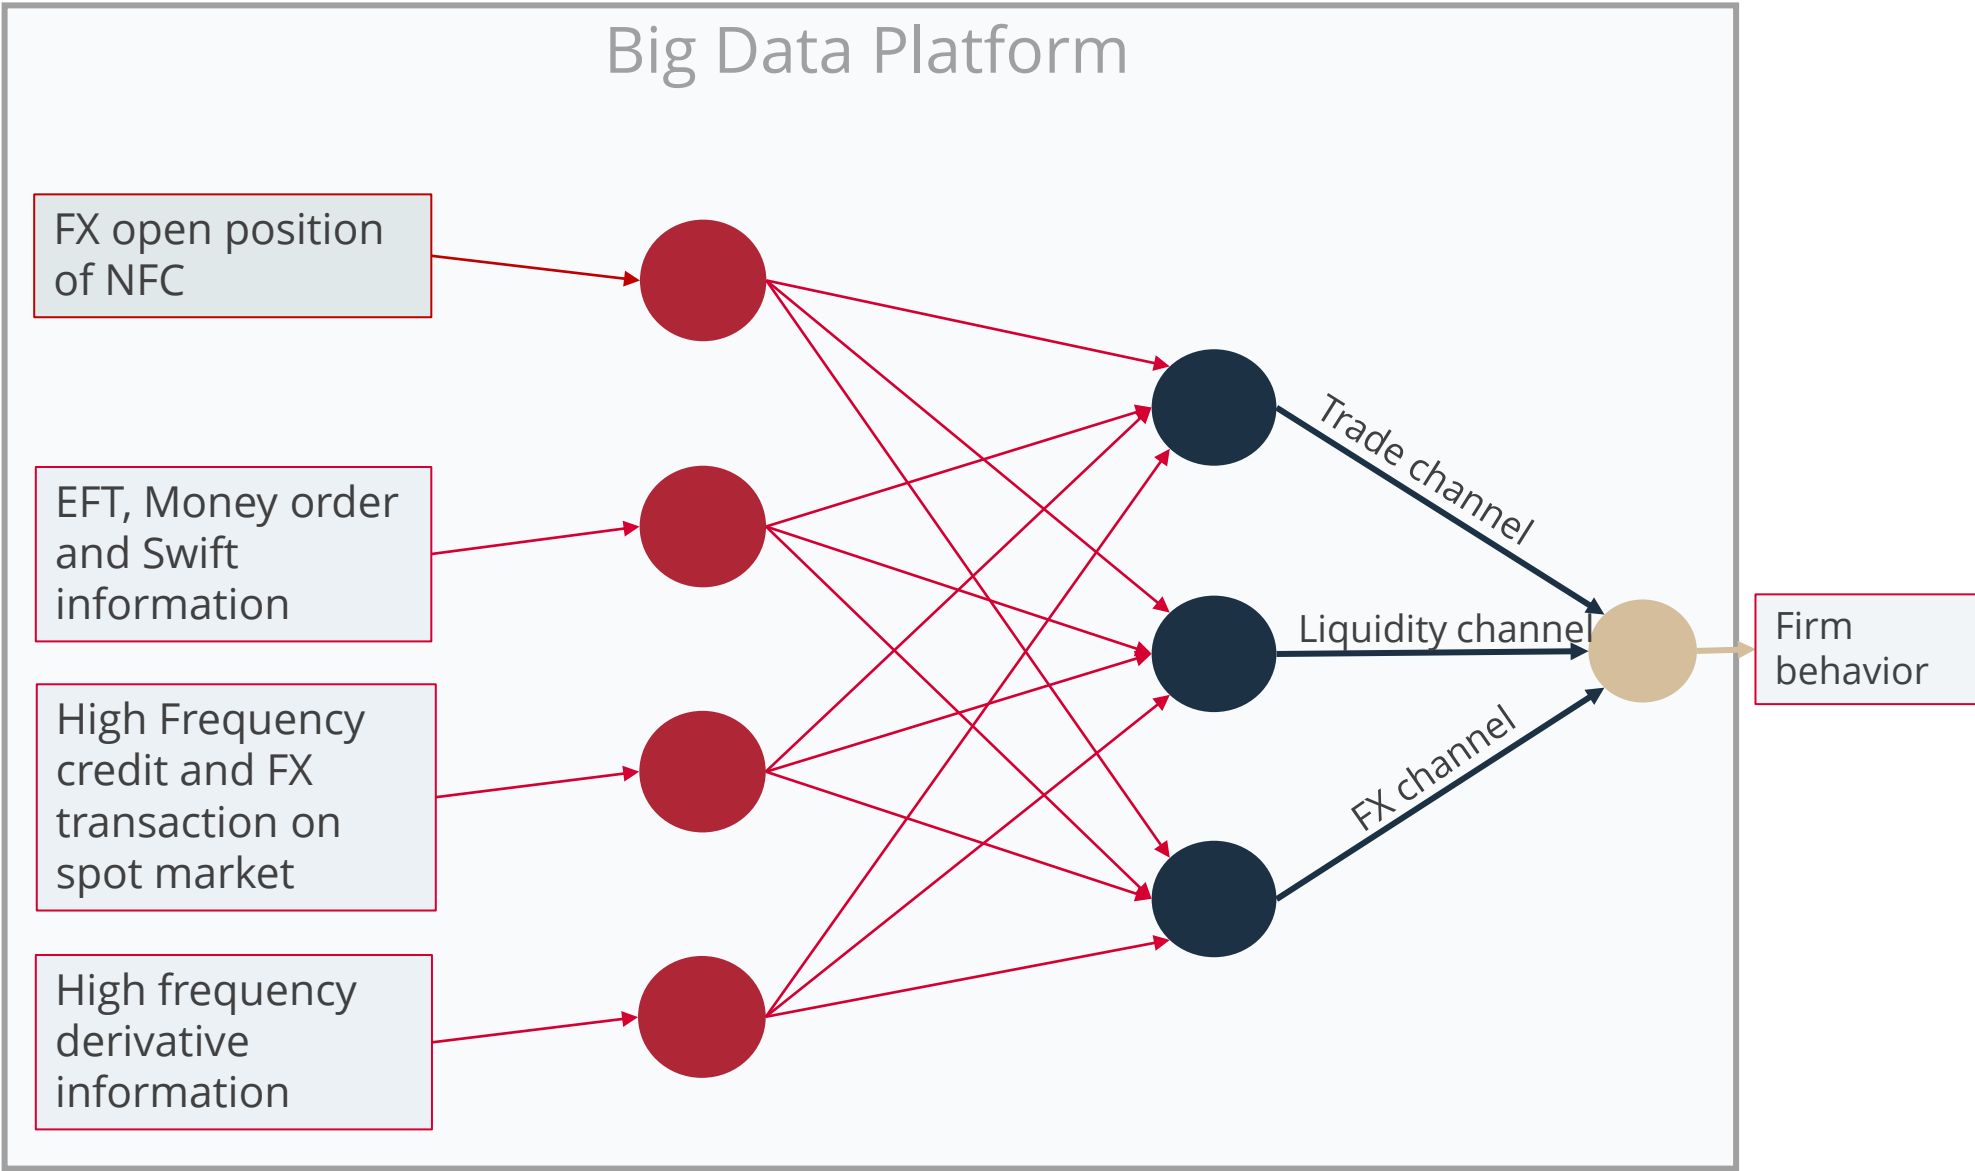 Big Data Platform
FX open position
of NFC
EFT, Money order
and Swift
information
High Frequency
credit and FX
transaction on
spot market
High frequency
derivative
information
Trade channel
Liquidity channel
FX channel
Firm
behavior